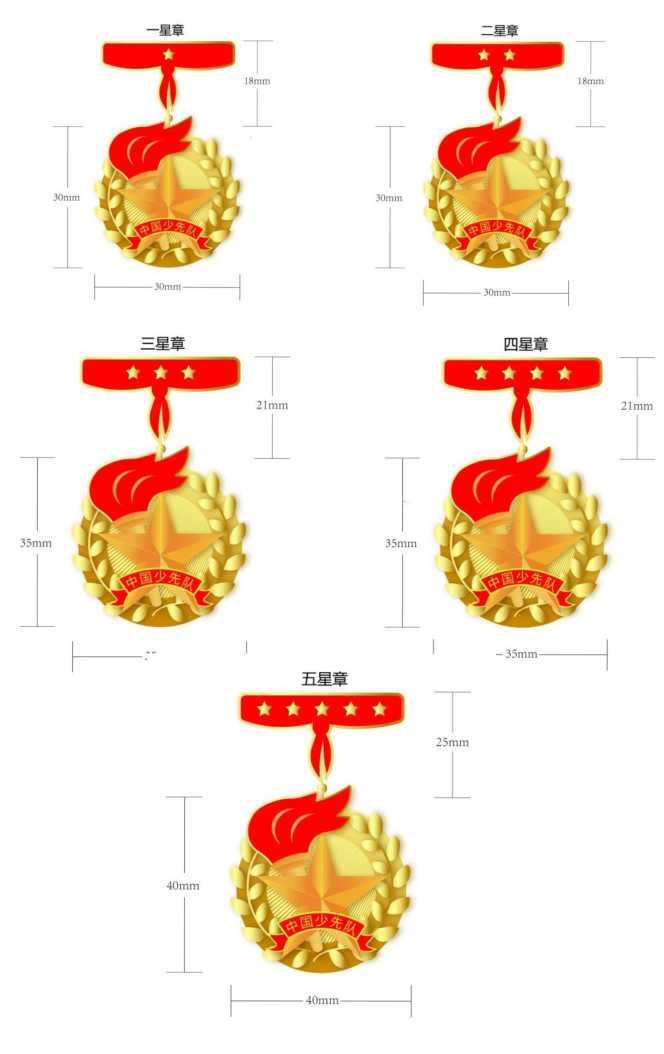 一星章
二星章
18mm
18mm
30mm
30mm
中国少先队
中国少先队
30mm
30mm
三星章
四星章
21mm
21mm
35mm
35mm
中国少先队
中国少先队
35mm
五星章
25mm
40mm
中国少先队
40mm